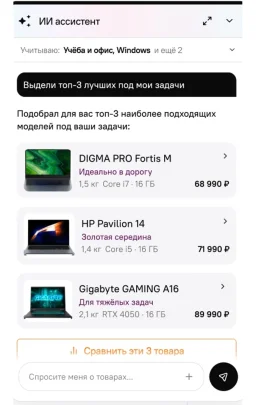 ИИ ассистент
Учитываю: Учёба и офис, Windows и ещё 2
Выдели топ-3 лучших под мои задачи
Подобрал для вас топ-3 наиболее подходящих
моделей под ваши задачи:
DIGMA PRO Fortis M
Идеально в дорогу
1,5 кг Core i7 · 16 ГБ 68 990 ₽
HP Pavilion 14
Золотая середина
1,4 кг Core i5 · 16 ГБ 71 990 ₽
Gigabyte GAMING A16
Для тяжёлых задач
2,1 кг RTX 4050 · 16 ГБ 89 990 ₽
Сравнить эти 3 товара
Спросите меня о товарах...